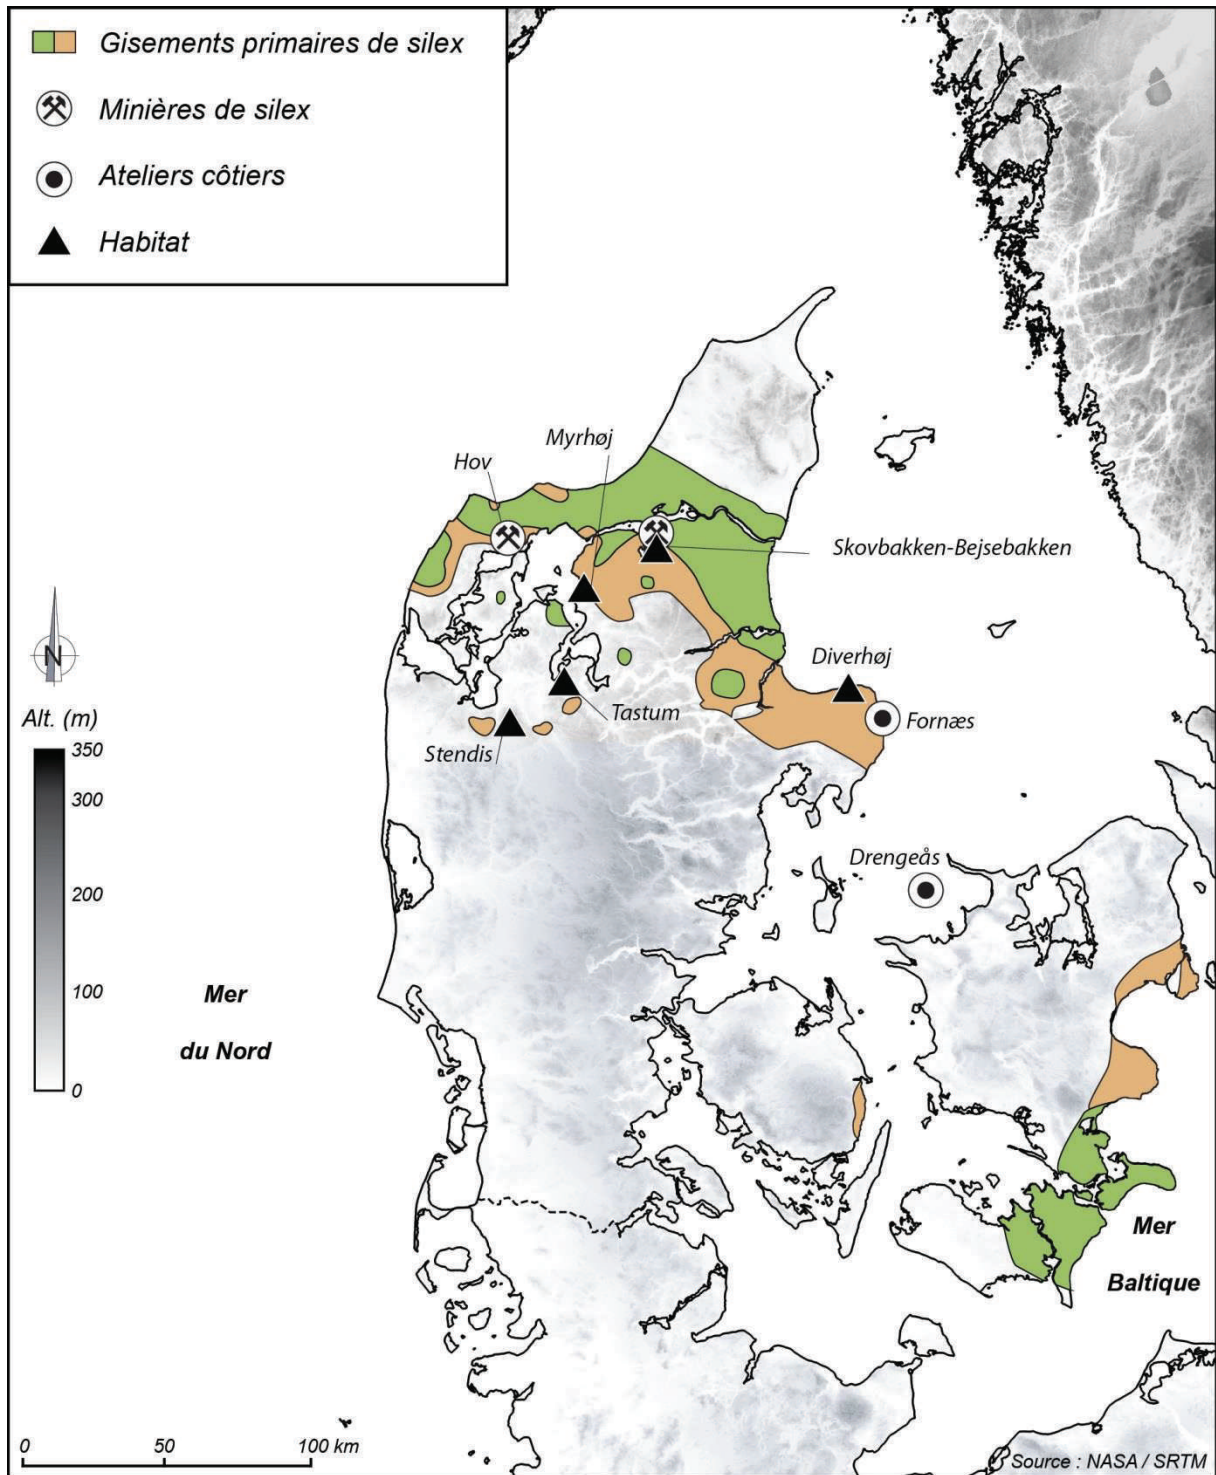 Gisements primaires de silex
Minières de silex
Ateliers côtiers
Habitat
Myrhøj
Hov
Skovbakken-Bejsebakken
Diverhøj
Fornæs
Tastum
Stendis
N
Alt. (m)
350
300
200
100
0
Drengeås
Mer
du Nord
Mer
Baltique
0 50 100 km
Source : NASA / SRTM